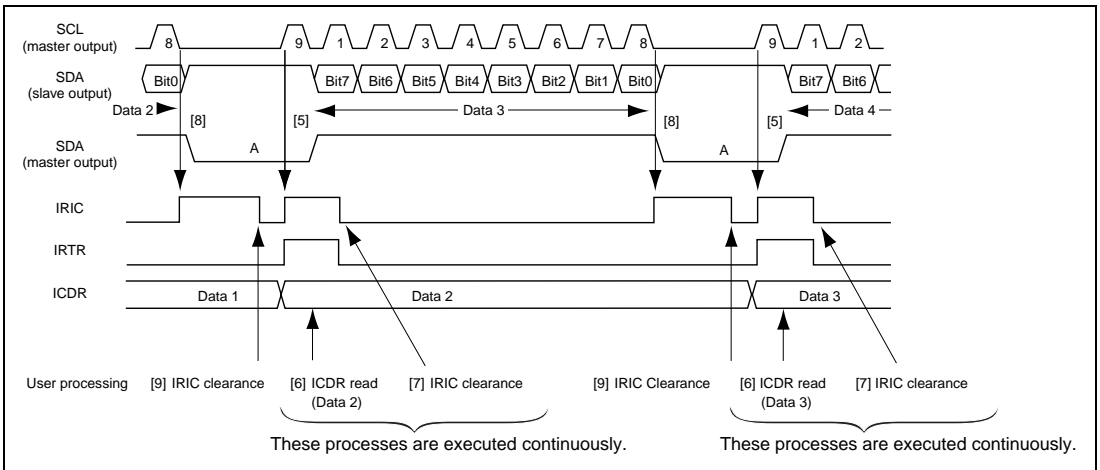 SCL
(master output)
8 9 1 2 3 4 5 6 7 8 9 1 2
SDA
(slave output)
Bit0 Bit7 Bit6 Bit5 Bit4 Bit3 Bit2 Bit1 Bit0 Bit7 Bit6
Data 2 [8] [5] Data 3 [8] [5] Data 4
SDA
(master output)
A A
IRIC
IRTR
ICDR
Data 1 Data 2 Data 3
User processing [9] IRIC clearance [6] ICDR read [7] IRIC clearance [9] IRIC Clearance [6] ICDR read [7] IRIC clearance
(Data 2) (Data 3)
These processes are executed continuously. These processes are executed continuously.